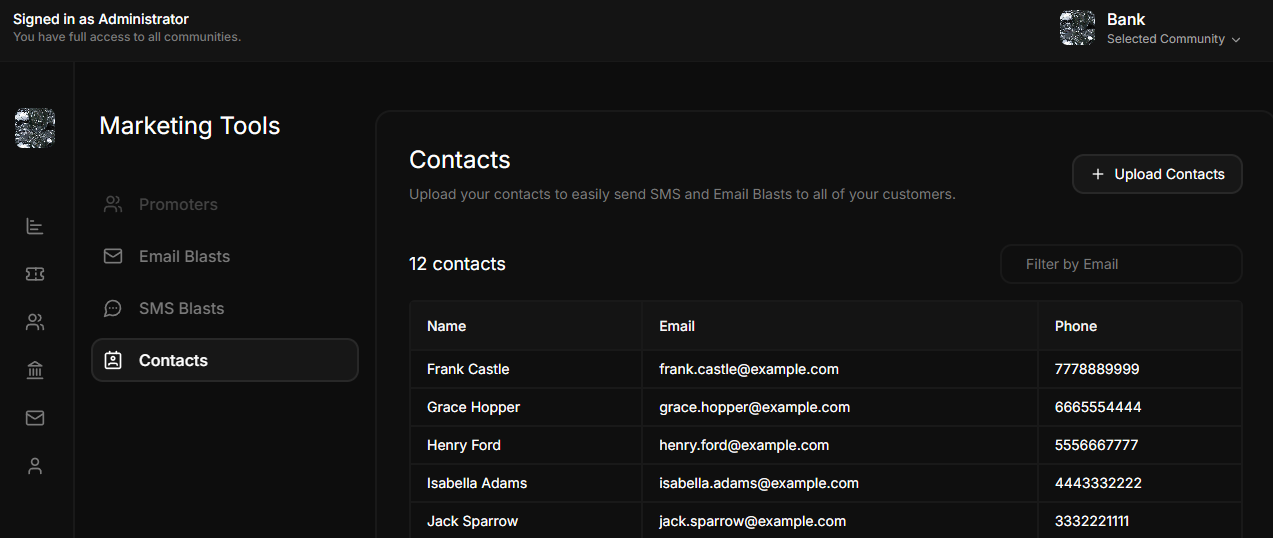 Signed in as Administrator
You have full access to all communities.
Bank
Selected Community
Marketing Tools
Promoters
Email Blasts
SMS Blasts
Contacts
Contacts
Upload your contacts to easily send SMS and Email Blasts to all of your customers.
+ Upload Contacts
12 contacts
Filter by Email
Name Email Phone
Frank Castle frank.castle@example.com 7778889999
Grace Hopper grace.hopper@example.com 6665554444
Henry Ford henry.ford@example.com 5556667777
Isabella Adams isabella.adams@example.com 4443332222
Jack Sparrow jack.sparrow@example.com 3332221111